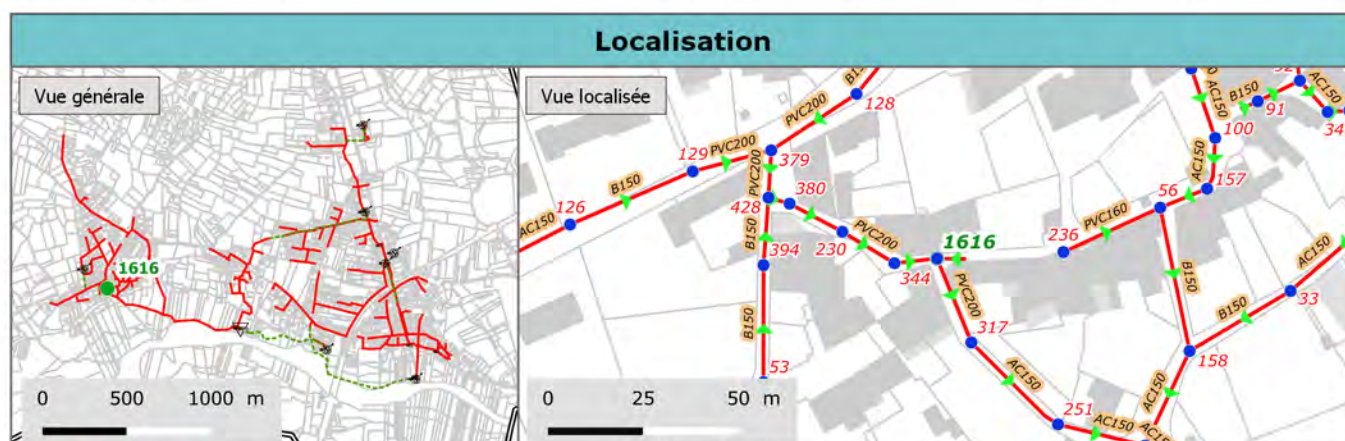 Localisation
Vue générale
1616
0 500 1000 m
Vue localisée
PVC200
128
129
PVC200
379
B150
126
AC150
PVC200
428
380
230
PVC200
344
1616
B150
394
B150
53
PVC200
317
AC150
251
AC150
236
PVC160
56
157
AC150
100
AC150
B150
91
AC150
B150
158
B150
33
AC150
AC150
0 25 50 m